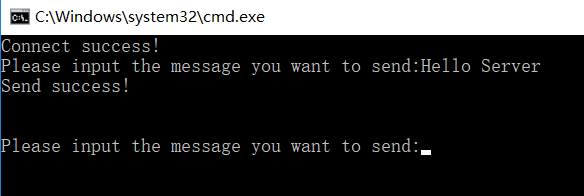 C:\Windows\system32\cmd.exe
Connect success!
Please input the message you want to send:Hello Server
Send success!
Please input the message you want to send: